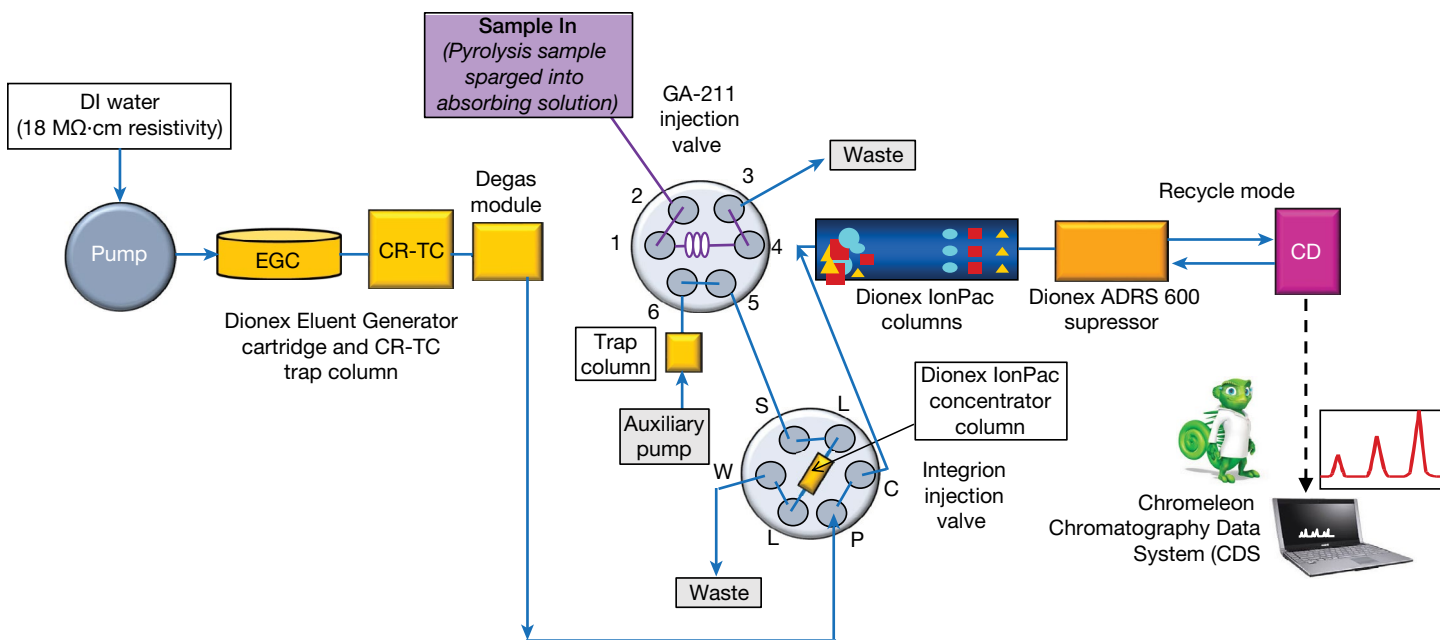 Sample In
(Pyrolysis sample
sparged into
absorbing solution)
DI water
(18 MΩ·cm resistivity)
GA-211
injection
valve
Waste
Degas
module
Recycle mode
Pump
EGC
CR-TC
1
2
3
4
5
6
CD
Dionex IonPac
columns
Dionex ADRS 600
supressor
Dionex Eluent Generator
cartridge and CR-TC
trap column
Trap
column
Auxiliary
pump
Dionex IonPac
concentrator
column
S
L
W
C
L
P
Integrion
injection
valve
Waste
Chromeleon
Chromatography Data
System (CDS